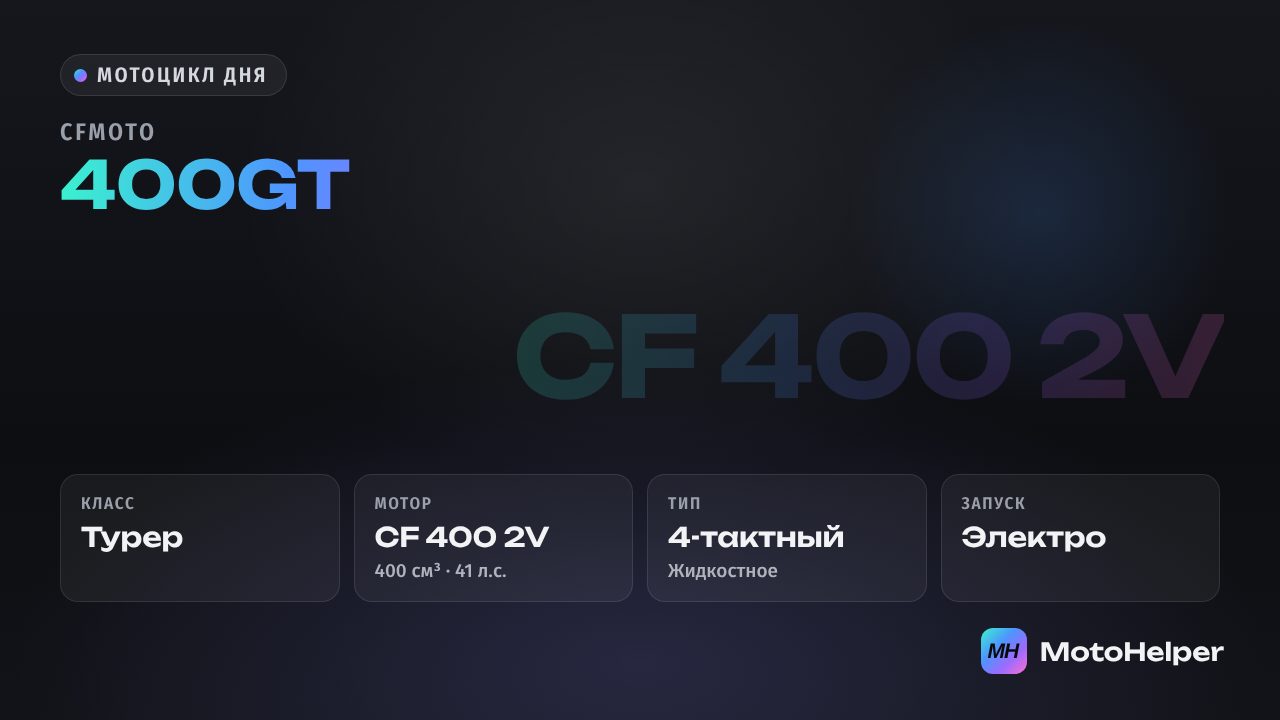 МОТОЦИКЛ ДНЯ
CFMOTO
400GT
CF 400 2V
КЛАСС
Турер
МОТОР
CF 400 2V
400 см³ · 41 л.с.
ТИП
4-тактный
Жидкостное
ЗАПУСК
Электро
MH MotoHelper